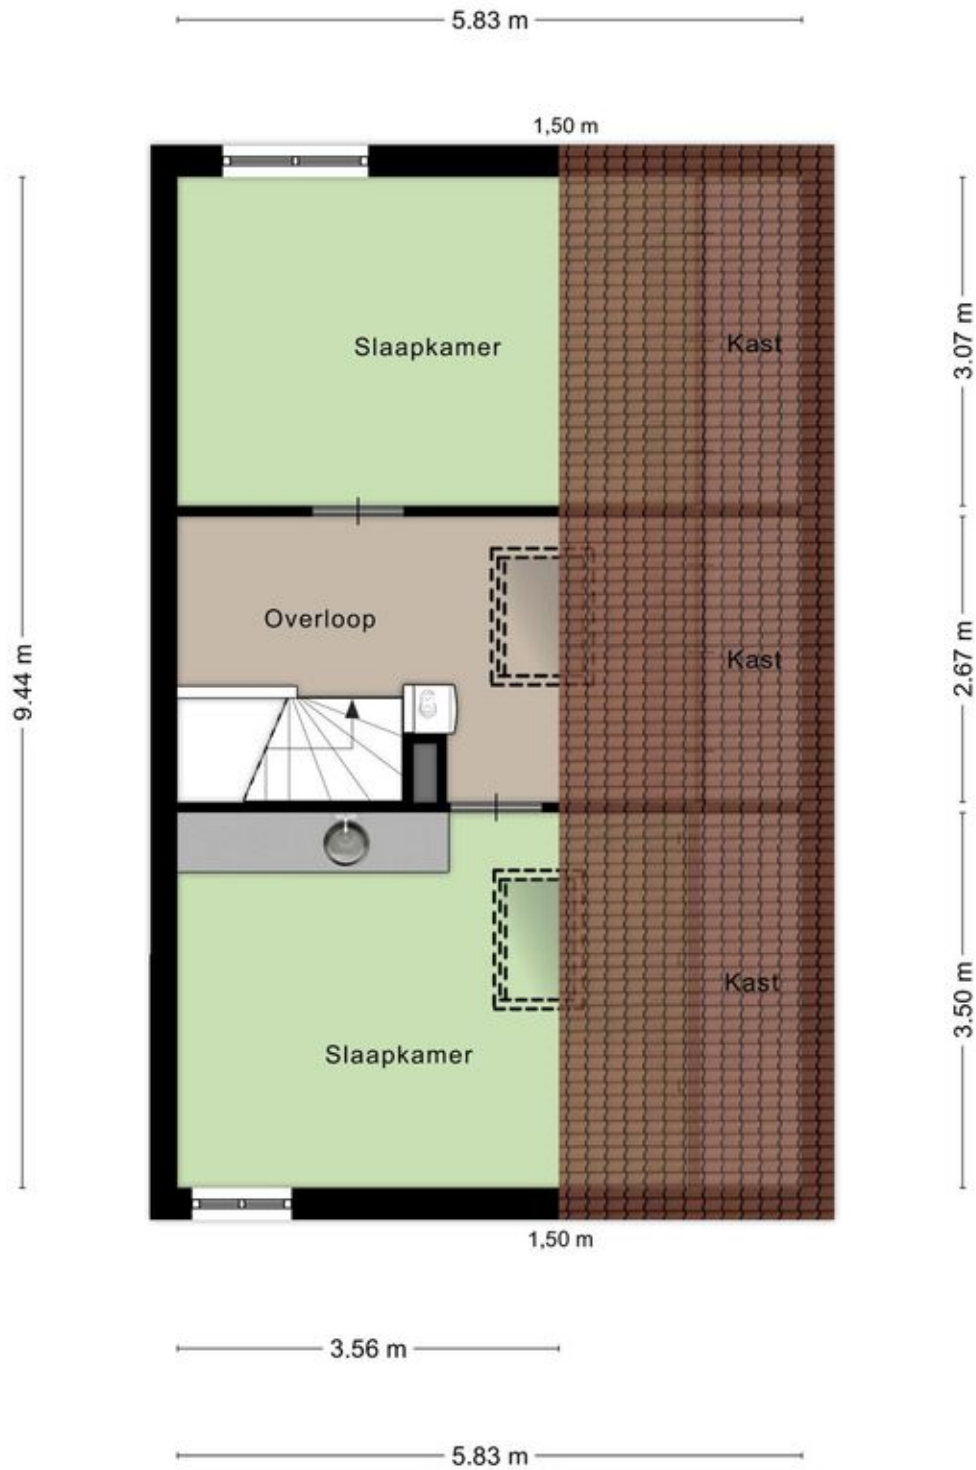 5.83 m
1,50 m
Slaapkamer
Kast
3.07 m
Overloop
Kast
2.67 m
9.44 m
Kast
3.50 m
Slaapkamer
1,50 m
3.56 m
5.83 m